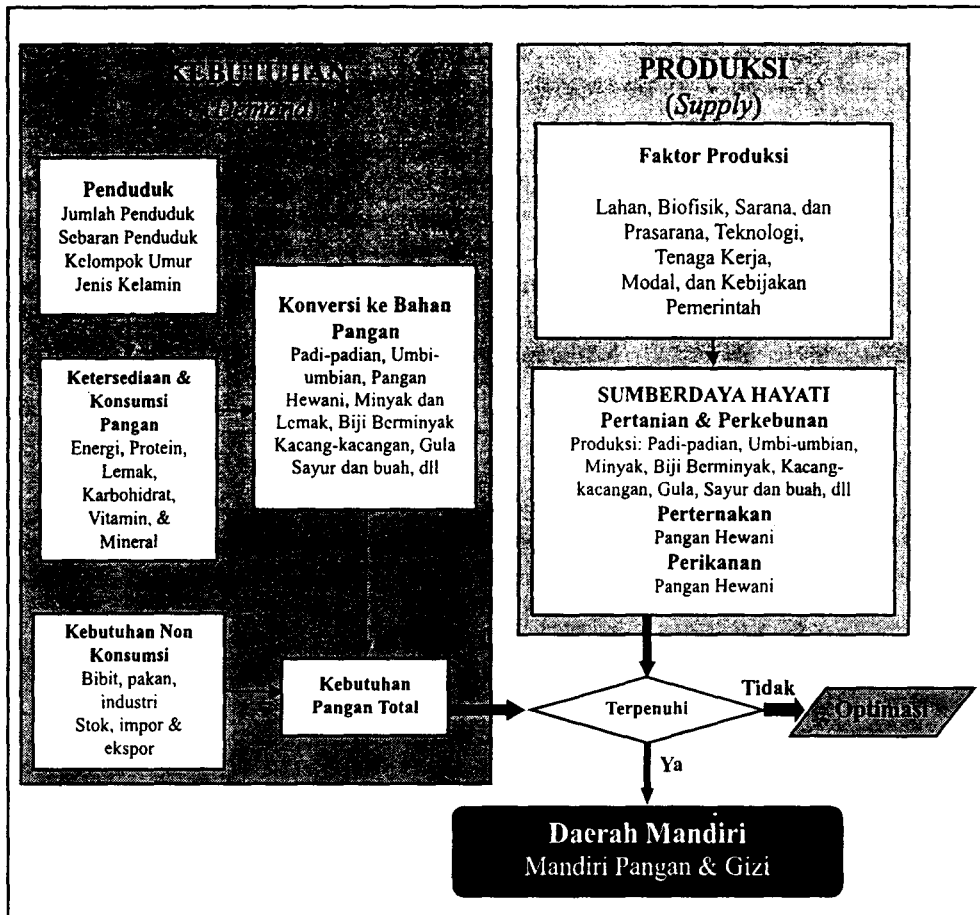 KEBUTUHAN
(Demand)
Penduduk
Jumlah Penduduk
Sebaran Penduduk
Kelompok Umur
Jenis Kelamin
Ketersediaan &
Konsumsi
Pangan
Energi, Protein,
Lemak,
Karbohidrat,
Vitamin, &
Mineral
Kebutuhan Non
Konsumsi
Bibit, pakan,
industri
Stok, impor &
ekspor
Konversi ke Bahan
Pangan
Padi-padian, Umbi-
umbian, Pangan
Hewani, Minyak dan
Lemak, Biji Berminyak
Kacang-kacangan, Gula
Sayur dan buah, dll
Kebutuhan
Pangan Total
PRODUKSI
(Supply)
Faktor Produksi
Lahan, Biofisik, Sarana, dan
Prasarana, Teknologi,
Tenaga Kerja,
Modal, dan Kebijakan
Pemerintah
SUMBERDAYA HAYATI
Pertanian & Perkebunan
Produksi: Padi-padian, Umbi-umbian,
Minyak, Biji Berminyak, Kacang-
kacangan, Gula, Sayur dan buah, dll
Perternakan
Pangan Hewani
Perikanan
Pangan Hewani
Terpenuhi
Tidak
Optimasi
Ya
Daerah Mandiri
Mandiri Pangan & Gizi